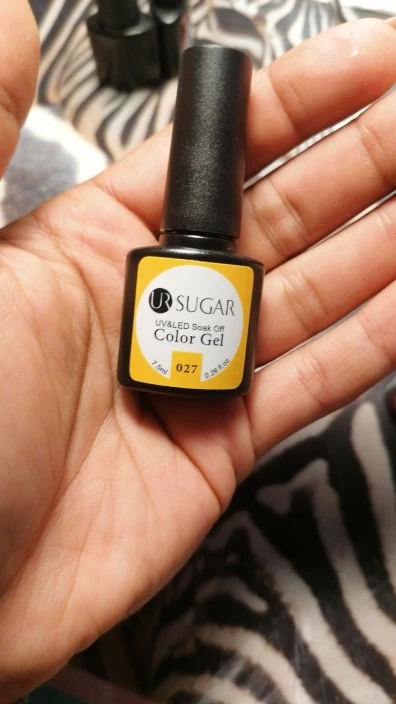 UR SUGAR
UV&LED Soak Off
Color Gel
7.5ml 027 0.26 fl.oz